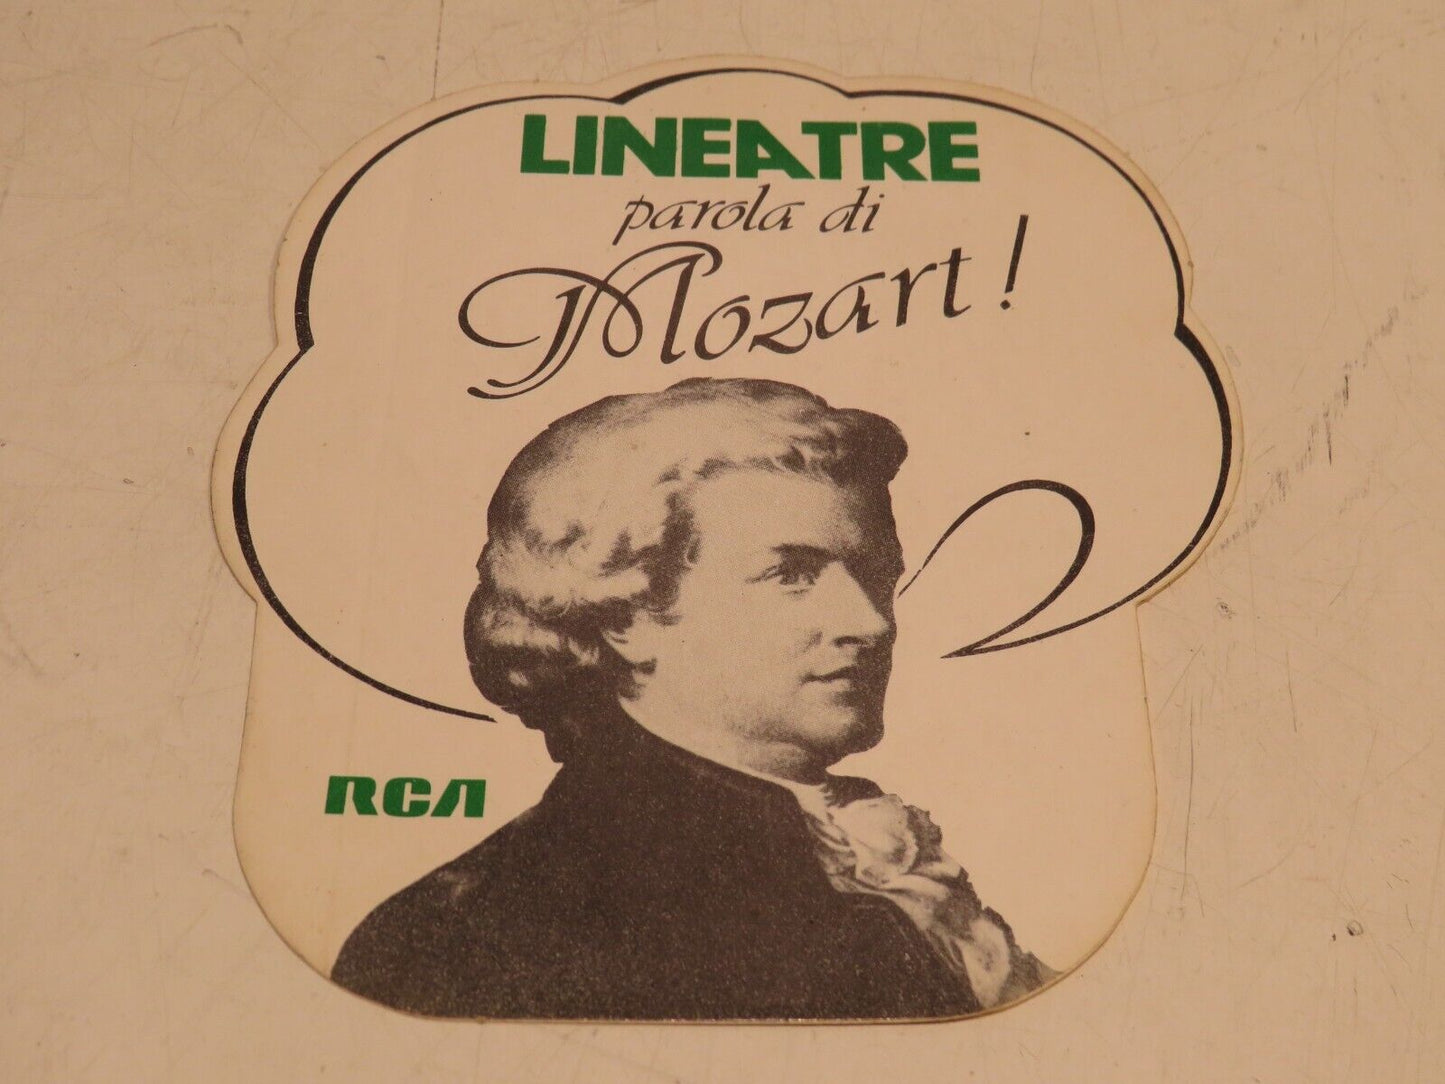 LINEATRE
parola di
Mozart!
RCA